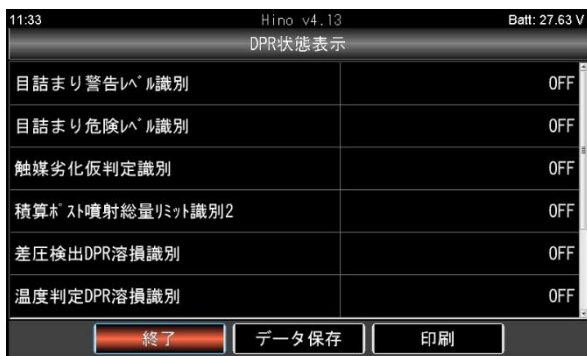 11:33 Hino v4.13 Batt: 27.63 V
DPR状態表示
目詰まり警告ﾚﾍﾞﾙ識別 OFF
目詰まり危険ﾚﾍﾞﾙ識別 OFF
触媒劣化仮判定識別 OFF
積算ﾎﾟｽﾄ噴射総量ﾘﾐｯﾄ識別2 OFF
差圧検出DPR溶損識別 OFF
温度判定DPR溶損識別 OFF
終了 データ保存 印刷